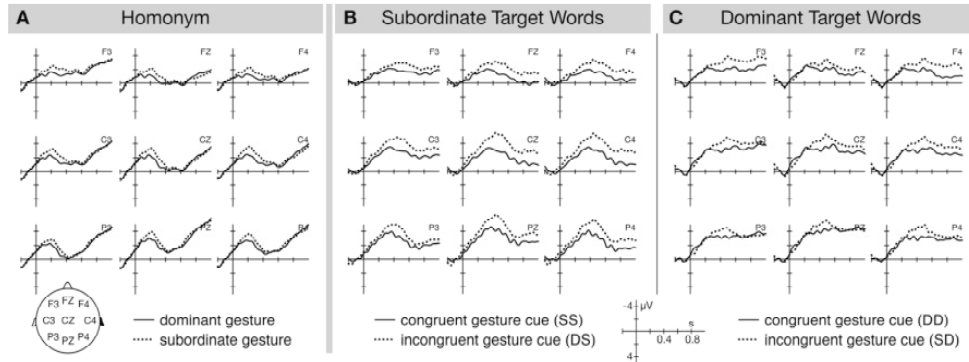 A Homonym
B Subordinate Target Words
C Dominant Target Words
F3 FZ F4
F3 FZ F4
F3 FZ F4
C3 CZ C4
C3 CZ C4
C3 CZ C4
P3 PZ P4
P3 PZ P4
P3 PZ P4
F3 FZ F4
C3 CZ C4
P3 PZ P4
dominant gesture
subordinate gesture
congruent gesture cue (SS)
incongruent gesture cue (DS)
-4 µV
s
0.4 0.8
4
congruent gesture cue (DD)
incongruent gesture cue (SD)